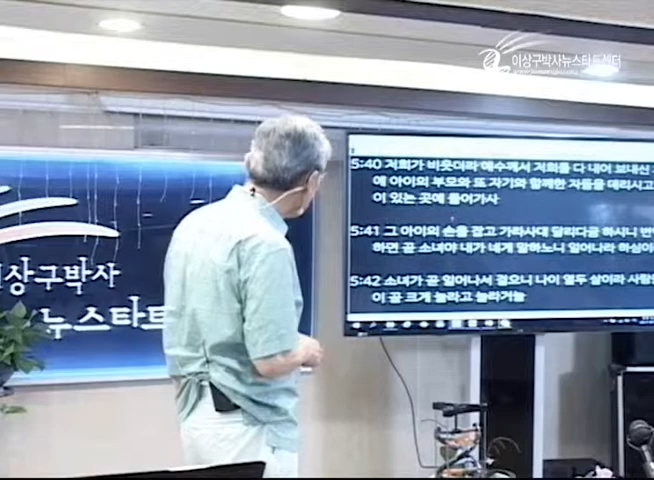 이상구박사뉴스타트센터
5:40 저희가 비웃더라 예수께서 저희를 다 내어 보내신
에 아이의 부모와 또 자기와 함께한 자들을 데리시고
이 있는 곳에 들어가사
5:41 그 아이의 손을 잡고 가라사대 달리다굼 하시니
하면 곧 소녀야 내가 네게 말하노니 일어나라 하심이
5:42 소녀가 곧 일어나서 걸으니 나이 열두 살이라
이 곧 크게 놀라고 놀라거늘
이상구박사
뉴스타트